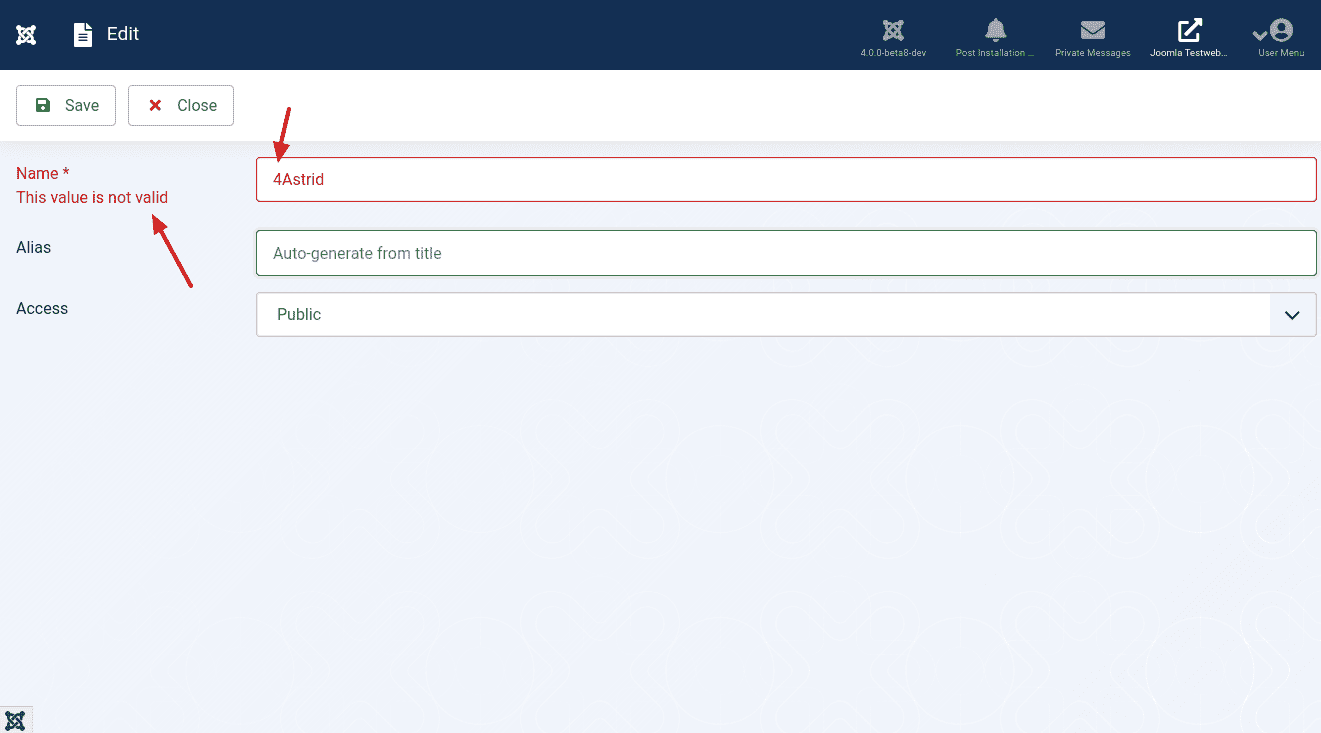 Edit
4.0.0-beta8-dev
Post Installation ...
Private Messages
Joomla Testweb...
User Menu
Save
Close
Name *
4Astrid
This value is not valid
Alias
Auto-generate from title
Access
Public